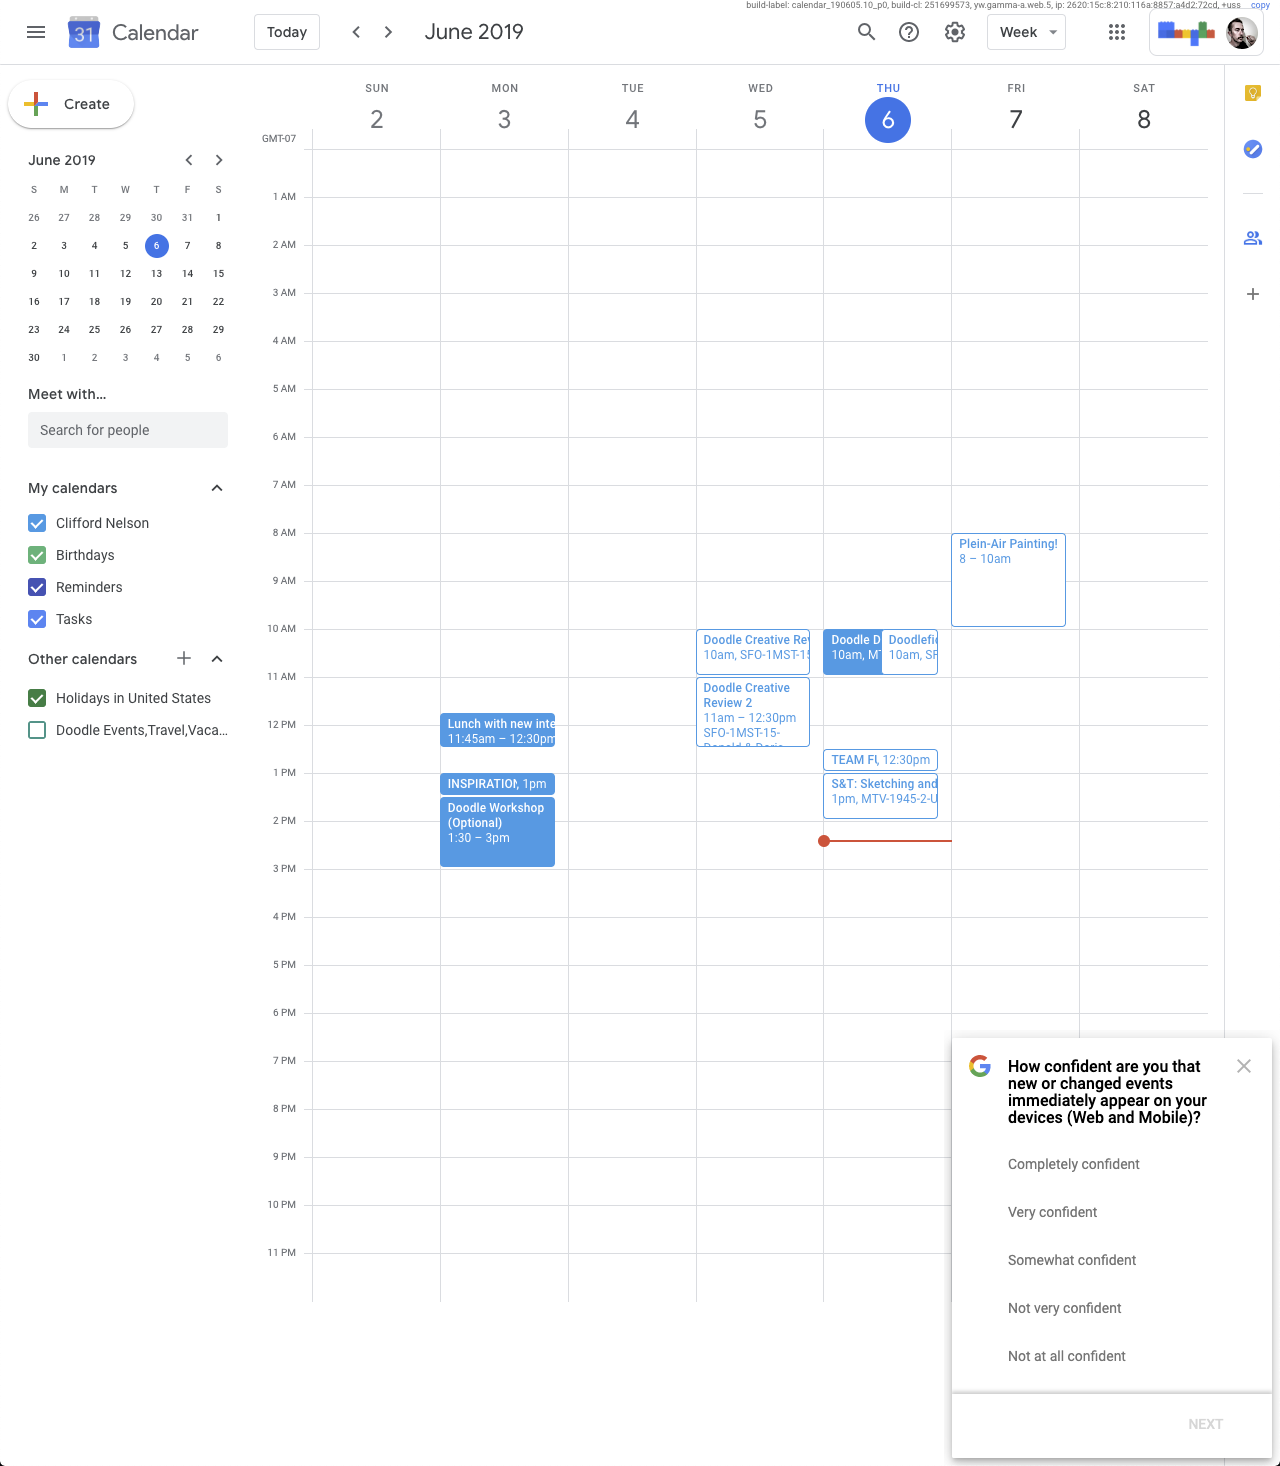 build-label: calendar_190605.10_p0, build-cl: 251699573, yw.gamma-a.web.5, ip: 2620:15c:8:210:116a:8857:a4d2:72cd, +uss copy
31 Calendar
Today
June 2019
Week
Create
June 2019
S M T W T F S
26 27 28 29 30 31 1
2 3 4 5 6 7 8
9 10 11 12 13 14 15
16 17 18 19 20 21 22
23 24 25 26 27 28 29
30 1 2 3 4 5 6
Meet with...
Search for people
My calendars
Clifford Nelson
Birthdays
Reminders
Tasks
Other calendars
Holidays in United States
Doodle Events,Travel,Vaca...
SUN MON TUE WED THU FRI SAT
2 3 4 5 6 7 8
GMT-07
1 AM
2 AM
3 AM
4 AM
5 AM
6 AM
7 AM
8 AM
9 AM
10 AM
11 AM
12 PM
1 PM
2 PM
3 PM
4 PM
5 PM
6 PM
7 PM
8 PM
9 PM
10 PM
11 PM
Lunch with new inte
11:45am – 12:30pm
INSPIRATION, 1pm
Doodle Workshop
(Optional)
1:30 – 3pm
Doodle Creative Rev
10am, SFO-1MST-15
Doodle Creative
Review 2
11am – 12:30pm
SFO-1MST-15-
Doodle D
10am, MT
Doodlefic
10am, SF
TEAM FU, 12:30pm
S&T: Sketching and
1pm, MTV-1945-2-U
Plein-Air Painting!
8 – 10am
How confident are you that
new or changed events
immediately appear on your
devices (Web and Mobile)?
Completely confident
Very confident
Somewhat confident
Not very confident
Not at all confident
NEXT